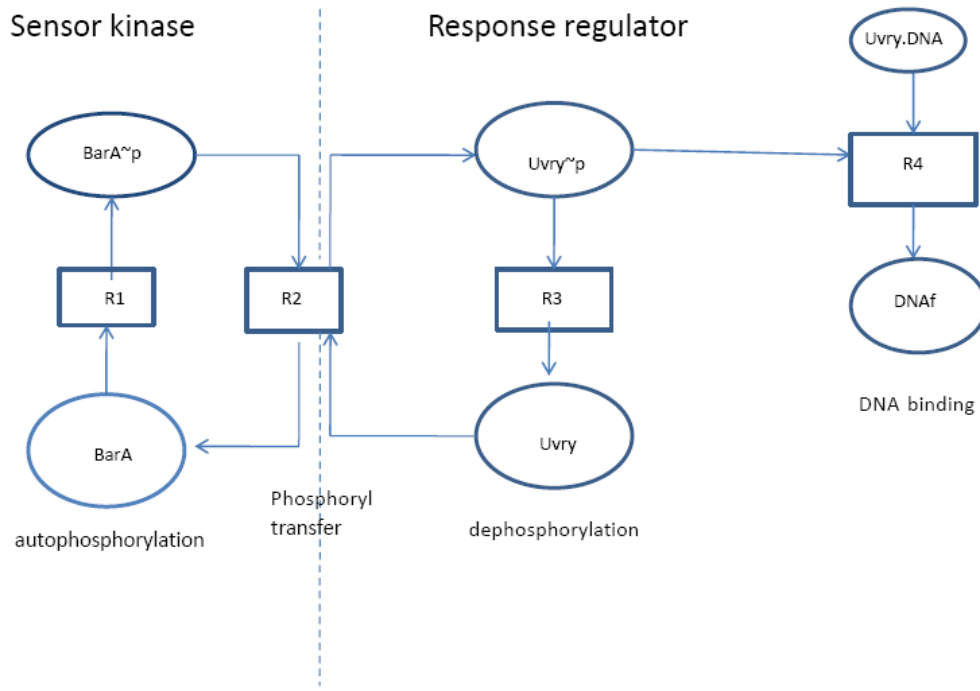 Sensor kinase
Response regulator
Uvry.DNA
BarA~p
Uvry~p
R4
R1
R2
R3
DNAf
DNA binding
BarA
Uvry
Phosphoryl
transfer
autophosphorylation
dephosphorylation